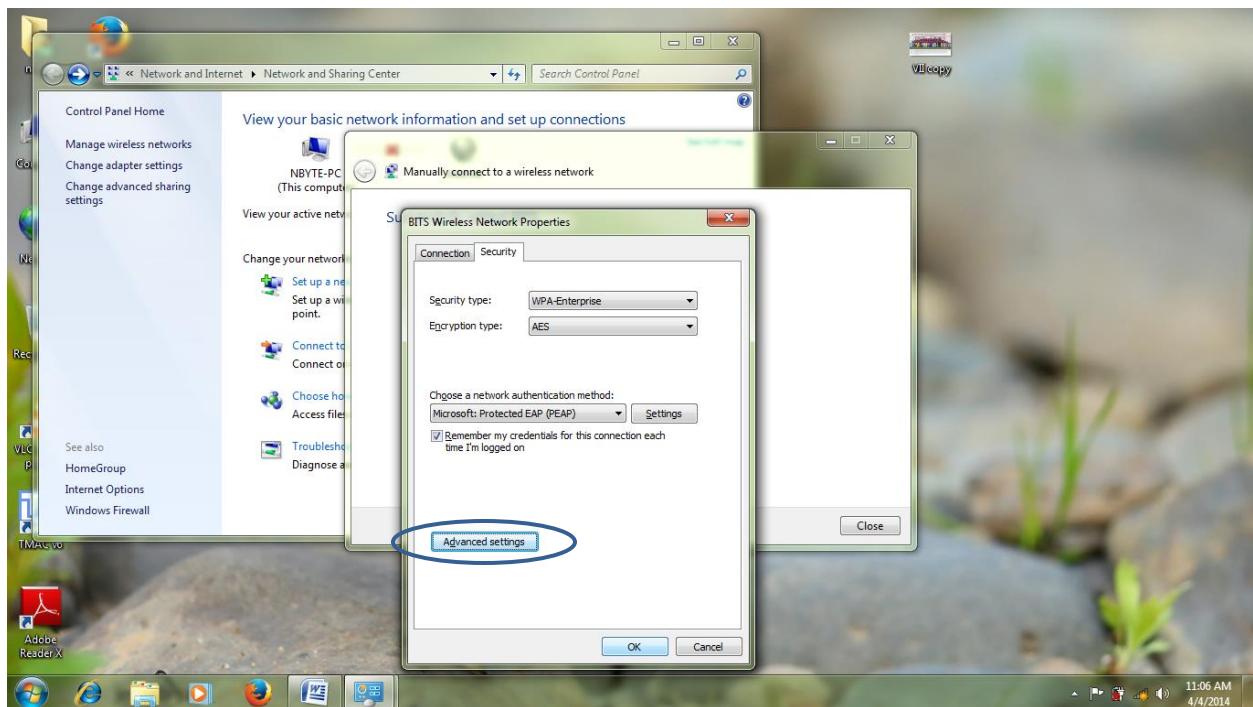 VII copy
« Network and Internet ▸ Network and Sharing Center
Search Control Panel
Control Panel Home
Manage wireless networks
Change adapter settings
Change advanced sharing
settings
See also
HomeGroup
Internet Options
Windows Firewall
View your basic network information and set up connections
NBYTE-PC
(This compute
View your active netw
Change your network
Set up a ne
Set up a wi
point.
Connect to
Connect o
Choose ho
Access file
Troublesho
Diagnose a
Manually connect to a wireless network
Su
Close
BITS Wireless Network Properties
Connection
Security
Security type:
WPA-Enterprise
Encryption type:
AES
Choose a network authentication method:
Microsoft: Protected EAP (PEAP)
Settings
Remember my credentials for this connection each
time I'm logged on
Advanced settings
OK
Cancel
Rec
VLC
p
TMAC v6
Adobe
Reader X
11:06 AM
4/4/2014